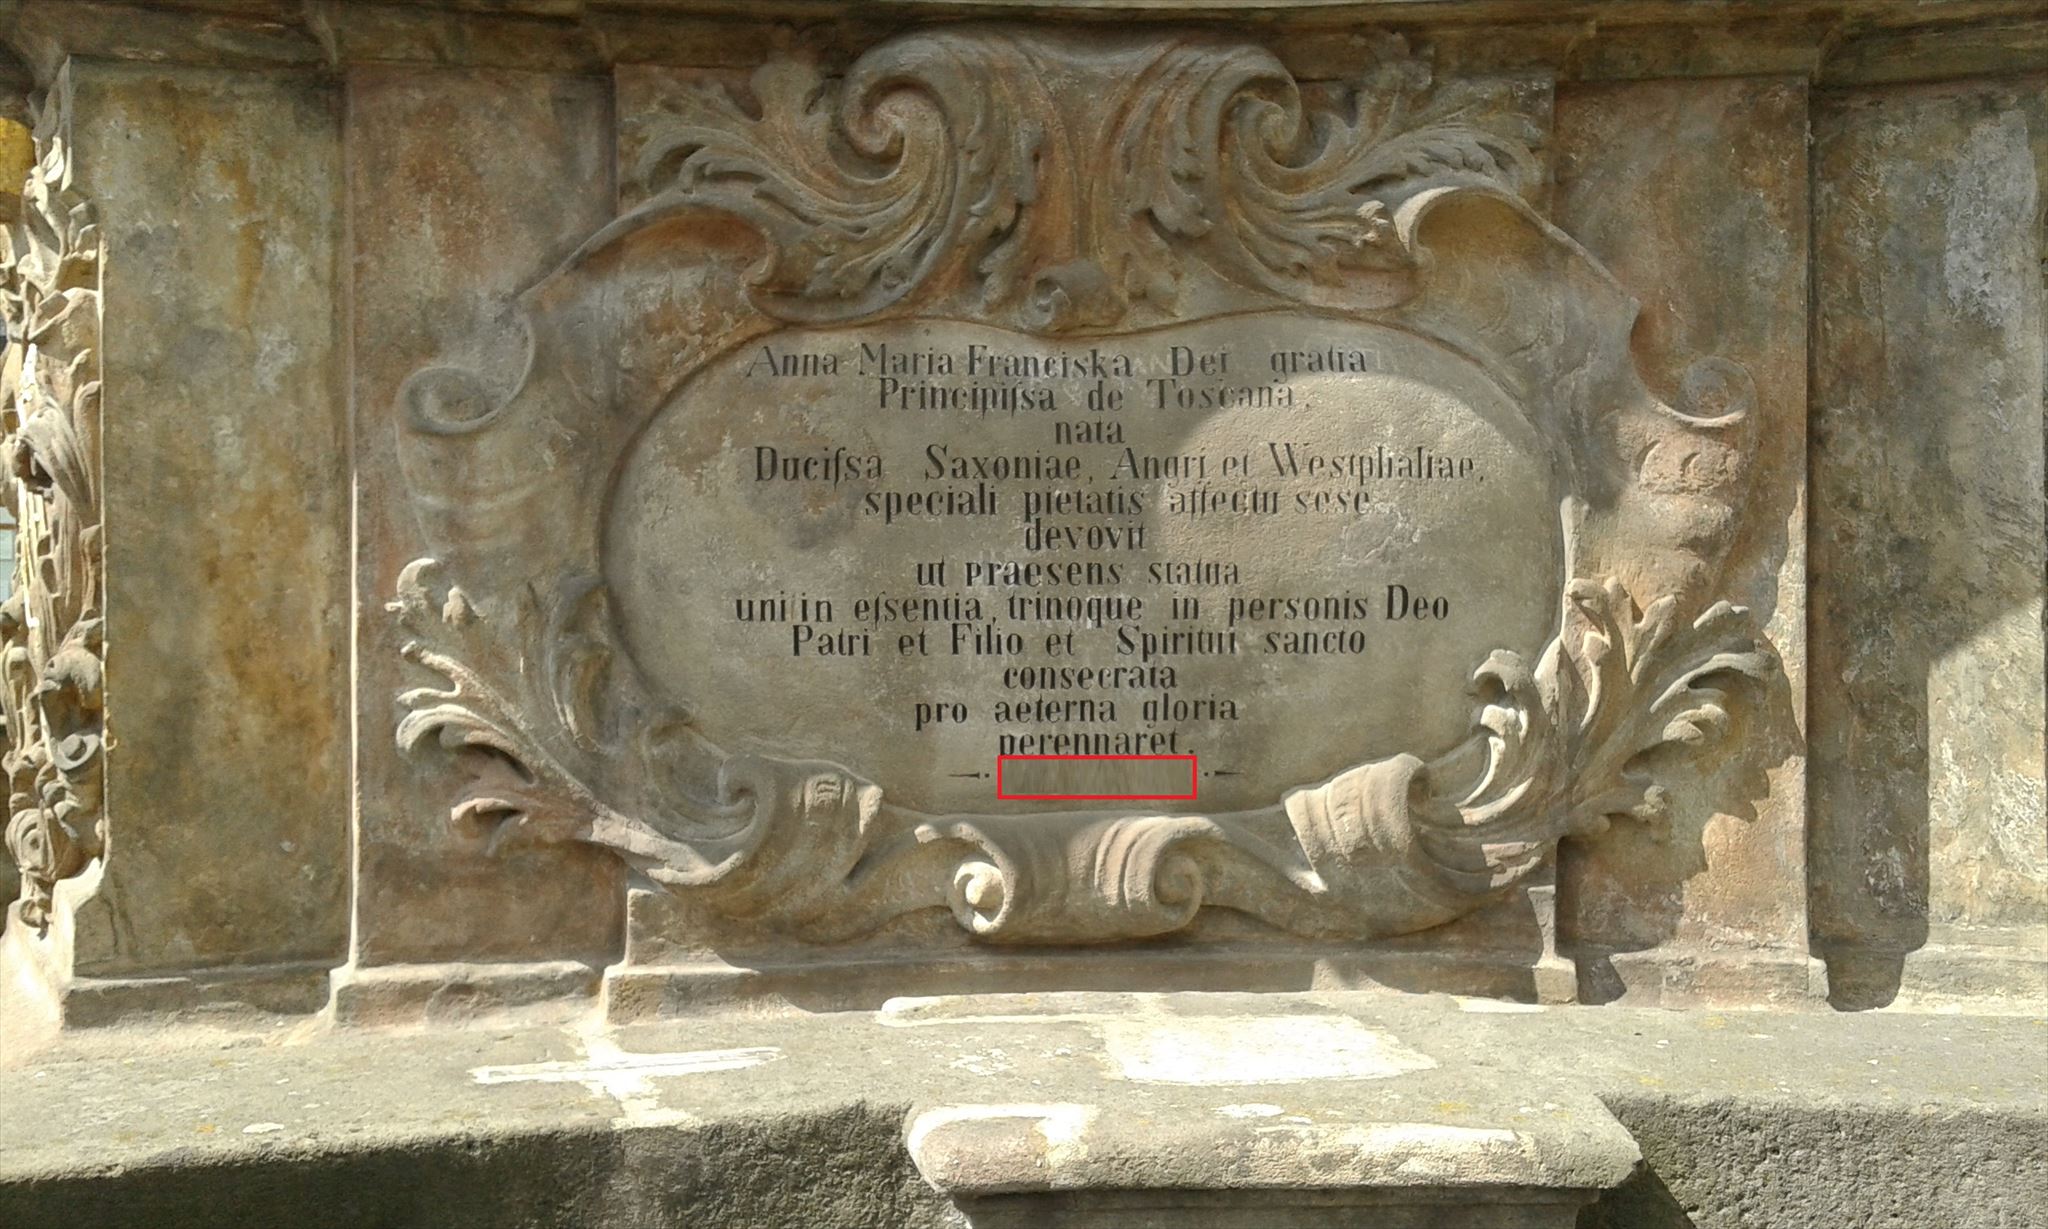 Anna Maria Franciska Dei gratia
Principiſsa de Toscana,
nata
Duciſsa Saxoniae, Angri et Westphaliae,
speciali pietatis affectu sese
devovit
ut praesens statua
uni in eſsentia, trinoque in personis Deo
Patri et Filio et Spiritui sancto
consecrata
pro aeterna gloria
perennaret.